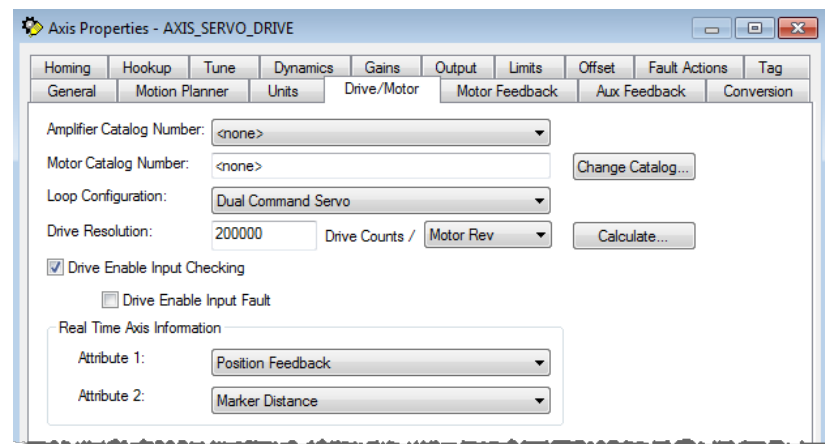 Axis Properties - AXIS_SERVO_DRIVE
Homing Hookup Tune Dynamics Gains Output Limits Offset Fault Actions Tag
General Motion Planner Units Drive/Motor Motor Feedback Aux Feedback Conversion
Amplifier Catalog Number: <none>
Motor Catalog Number: <none> Change Catalog...
Loop Configuration: Dual Command Servo
Drive Resolution: 200000 Drive Counts / Motor Rev Calculate...
Drive Enable Input Checking
Drive Enable Input Fault
Real Time Axis Information
Attribute 1: Position Feedback
Attribute 2: Marker Distance